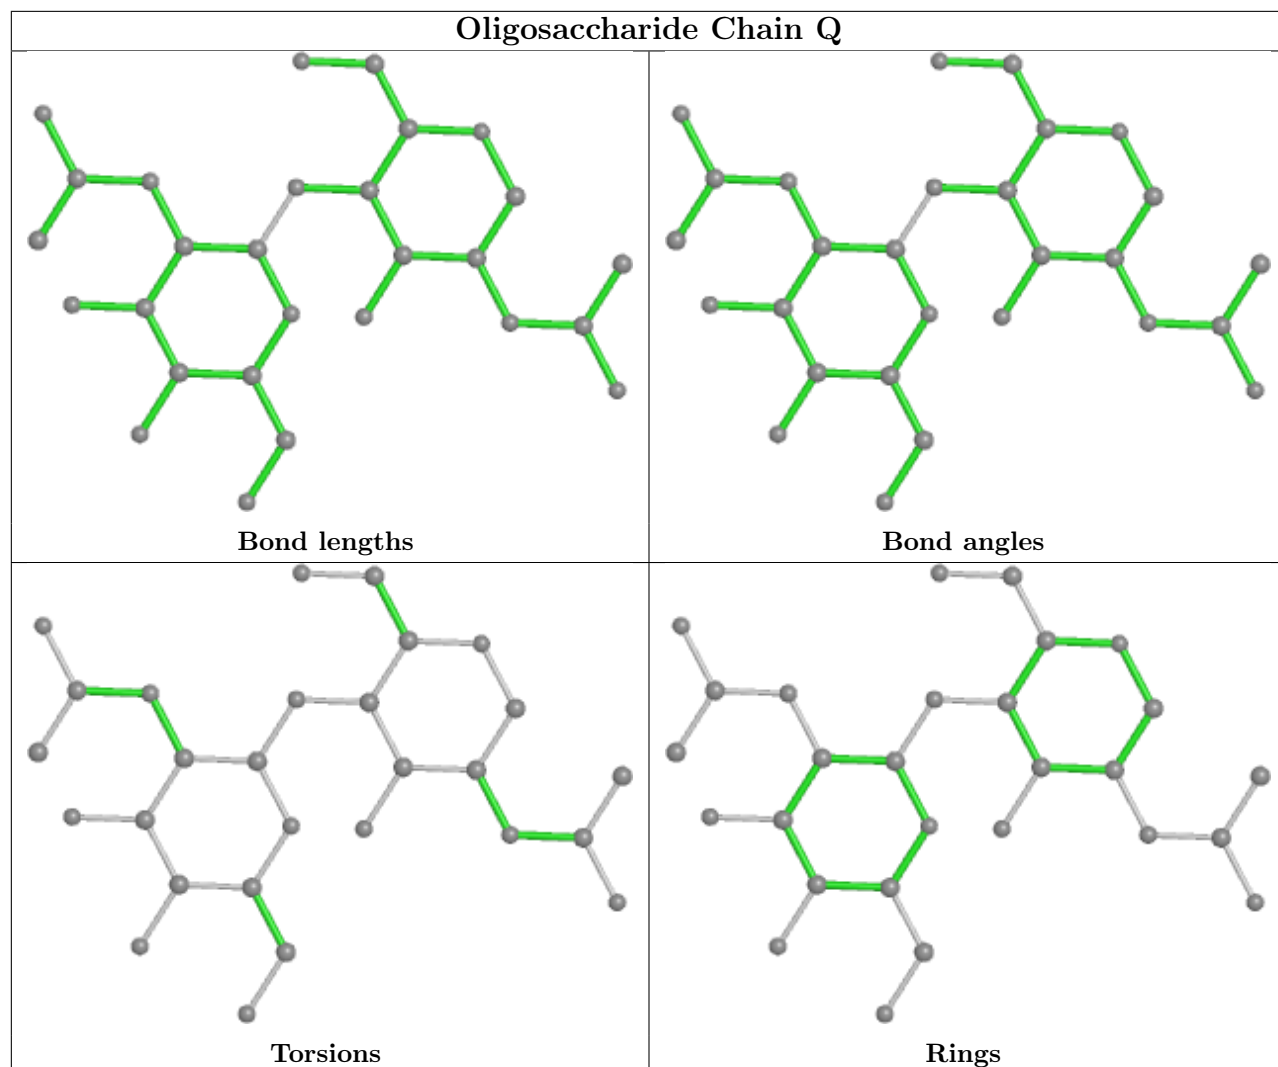 Oligosaccharide Chain Q
Bond lengths
Bond angles
Torsions
Rings